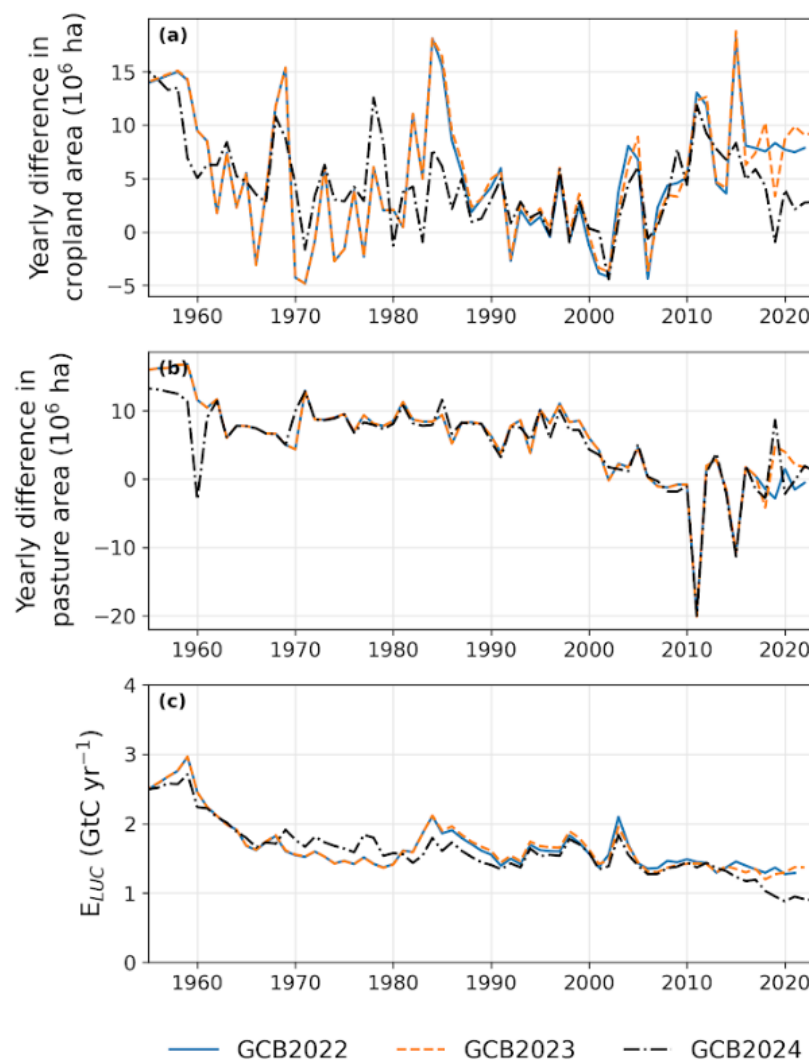 (a)
Yearly difference in
cropland area (10⁶ ha)
15
10
5
0
−5
1960 1970 1980 1990 2000 2010 2020
(b)
Yearly difference in
pasture area (10⁶ ha)
10
0
−10
−20
1960 1970 1980 1990 2000 2010 2020
(c)
E_LUC (GtC yr⁻¹)
4
3
2
1
0
1960 1970 1980 1990 2000 2010 2020
GCB2022 GCB2023 GCB2024